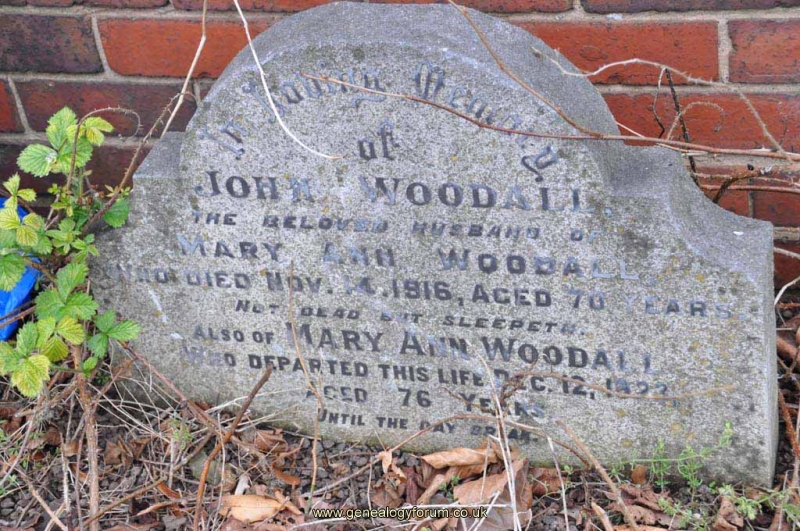 In Loving Memory
of
JOHN WOODALL,
THE BELOVED HUSBAND OF
MARY ANN WOODALL,
WHO DIED NOV. 14, 1916, AGED 70 YEARS.
NOT DEAD BUT SLEEPETH.
ALSO OF MARY ANN WOODALL
WHO DEPARTED THIS LIFE DEC. 12,
AGED 76 YEARS
UNTIL THE DAY BREAK.
www.genealogyforum.co.uk